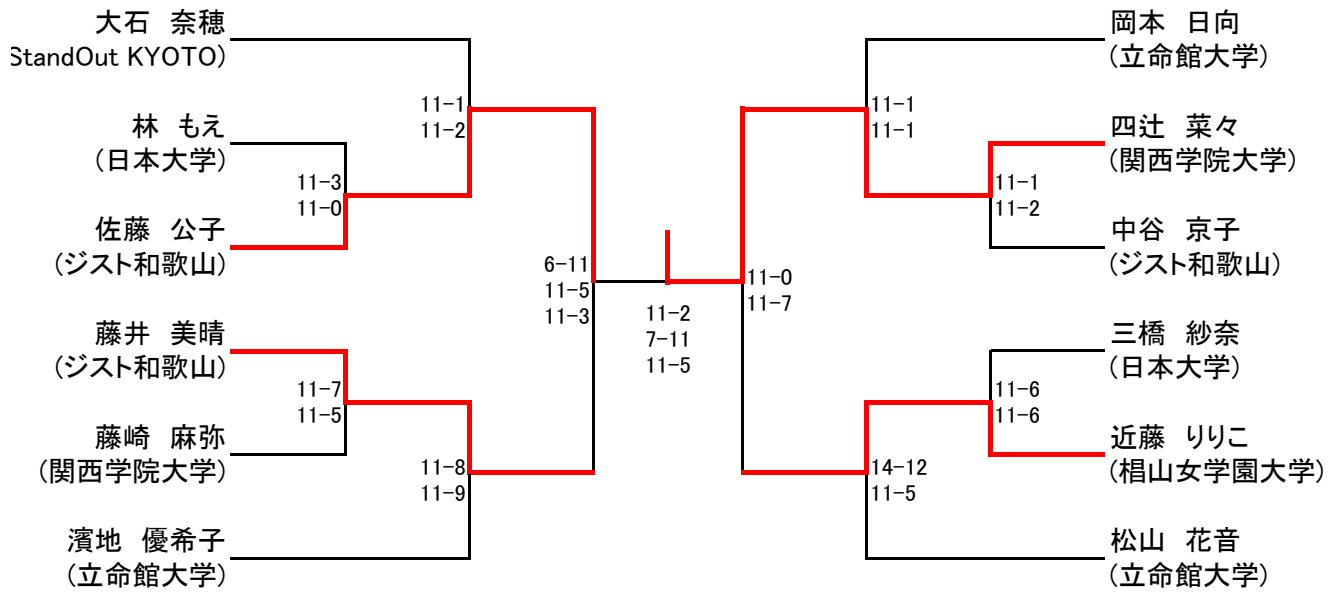 大石 奈穂
StandOut KYOTO)
林 もえ
(日本大学)
佐藤 公子
(ジスト和歌山)
藤井 美晴
(ジスト和歌山)
藤崎 麻弥
(関西学院大学)
濱地 優希子
(立命館大学)
11-1
11-2
11-3
11-0
11-7
11-5
11-8
11-9
6-11
11-5
11-3
11-2
7-11
11-5
11-0
11-7
11-1
11-1
11-1
11-2
11-6
11-6
14-12
11-5
岡本 日向
(立命館大学)
四辻 菜々
(関西学院大学)
中谷 京子
(ジスト和歌山)
三橋 紗奈
(日本大学)
近藤 りりこ
(椙山女学園大学)
松山 花音
(立命館大学)